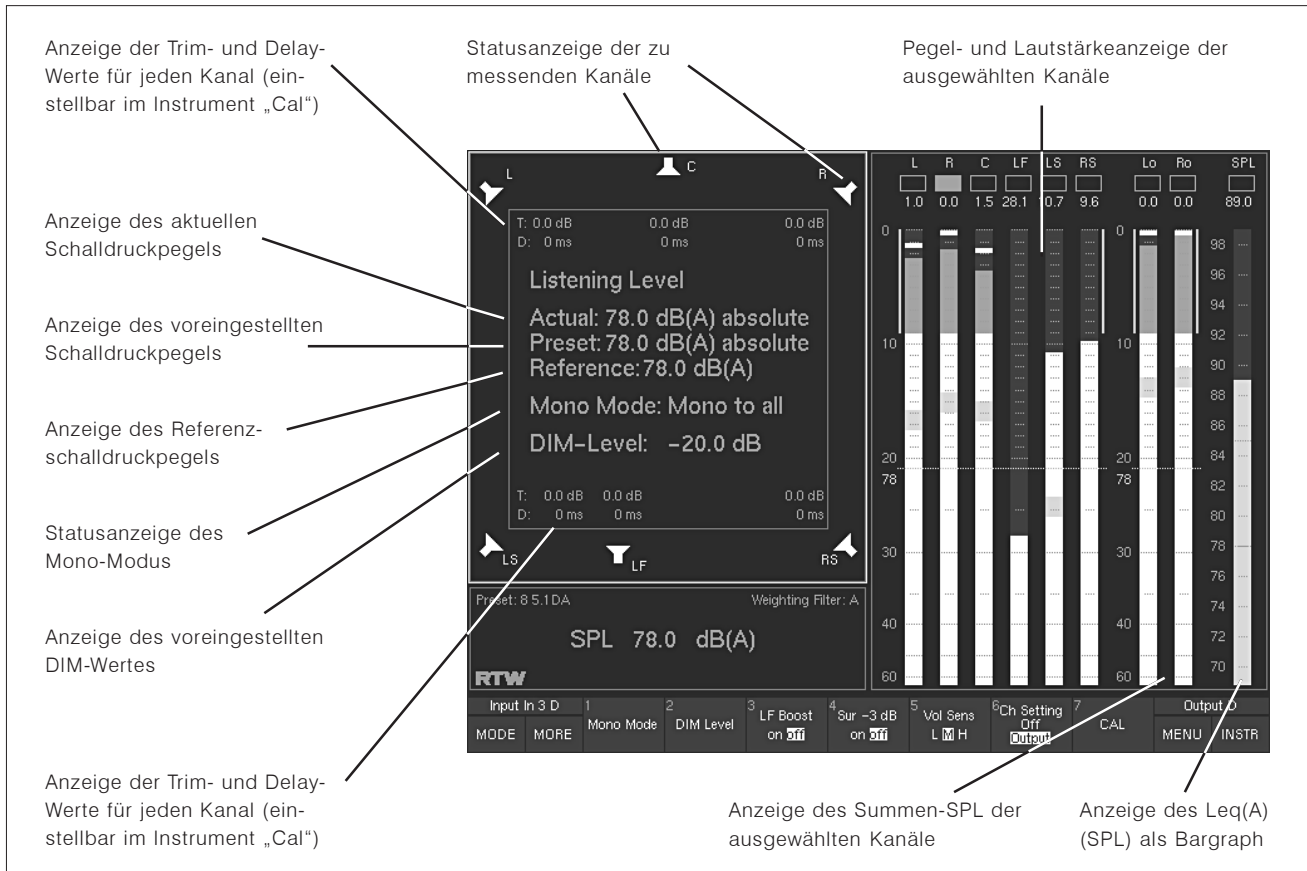 Anzeige der Trim- und Delay-
Werte für jeden Kanal (ein-
stellbar im Instrument „Cal“)
Statusanzeige der zu
messenden Kanäle
Pegel- und Lautstärkeanzeige der
ausgewählten Kanäle
Anzeige des aktuellen
Schalldruckpegels
Anzeige des voreingestellten
Schalldruckpegels
Anzeige des Referenz-
schalldruckpegels
Statusanzeige des
Mono-Modus
Anzeige des voreingestellten
DIM-Wertes
Anzeige der Trim- und Delay-
Werte für jeden Kanal (ein-
stellbar im Instrument „Cal“)
L C R
T: 0.0 dB 0.0 dB 0.0 dB
D: 0 ms 0 ms 0 ms
Listening Level
Actual: 78.0 dB(A) absolute
Preset: 78.0 dB(A) absolute
Reference: 78.0 dB(A)
Mono Mode: Mono to all
DIM-Level: -20.0 dB
T: 0.0 dB 0.0 dB 0.0 dB
D: 0 ms 0 ms 0 ms
LS LF RS
Preset: 8 5.1DA Weighting Filter: A
SPL 78.0 dB(A)
RTW
L R C LF LS RS Lo Ro SPL
1.0 0.0 1.5 28.1 10.7 9.6 0.0 0.0 89.0
0 0
98
96
94
92
10 10
90
88
86
20 20
84
78 78
82
80
30 30
78
76
74
40 40
72
70
60 60
Input In 3 D
MODE MORE
1 Mono Mode
2 DIM Level
3 LF Boost
on off
4 Sur -3 dB
on off
5 Vol Sens
L M H
6 Ch Setting
Off
Output
7 CAL
Output D
MENU INSTR
Anzeige des Summen-SPL der
ausgewählten Kanäle
Anzeige des Leq(A)
(SPL) als Bargraph